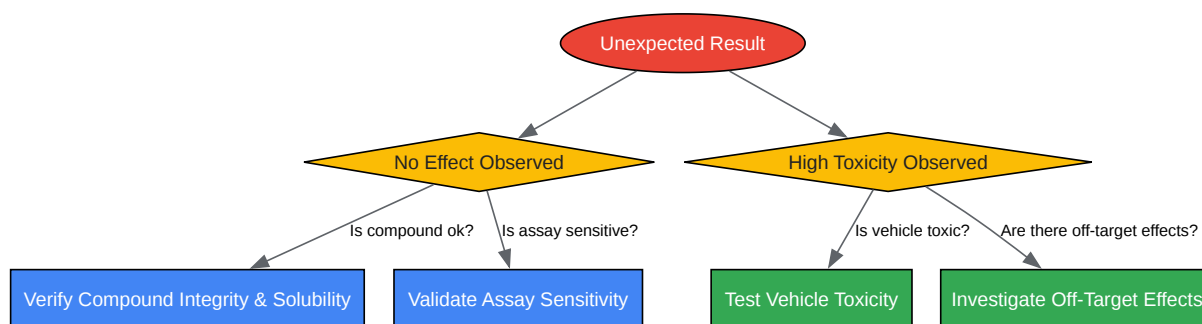 Unexpected Result
No Effect Observed
High Toxicity Observed
Is compound ok?
Is assay sensitive?
Is vehicle toxic?
Are there off-target effects?
Verify Compound Integrity & Solubility
Validate Assay Sensitivity
Test Vehicle Toxicity
Investigate Off-Target Effects